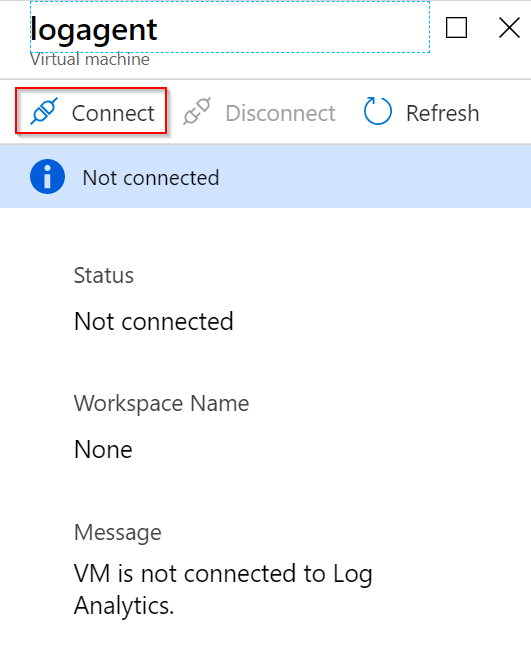 logagent
Virtual machine
Connect Disconnect Refresh
Not connected
Status
Not connected
Workspace Name
None
Message
VM is not connected to Log
Analytics.